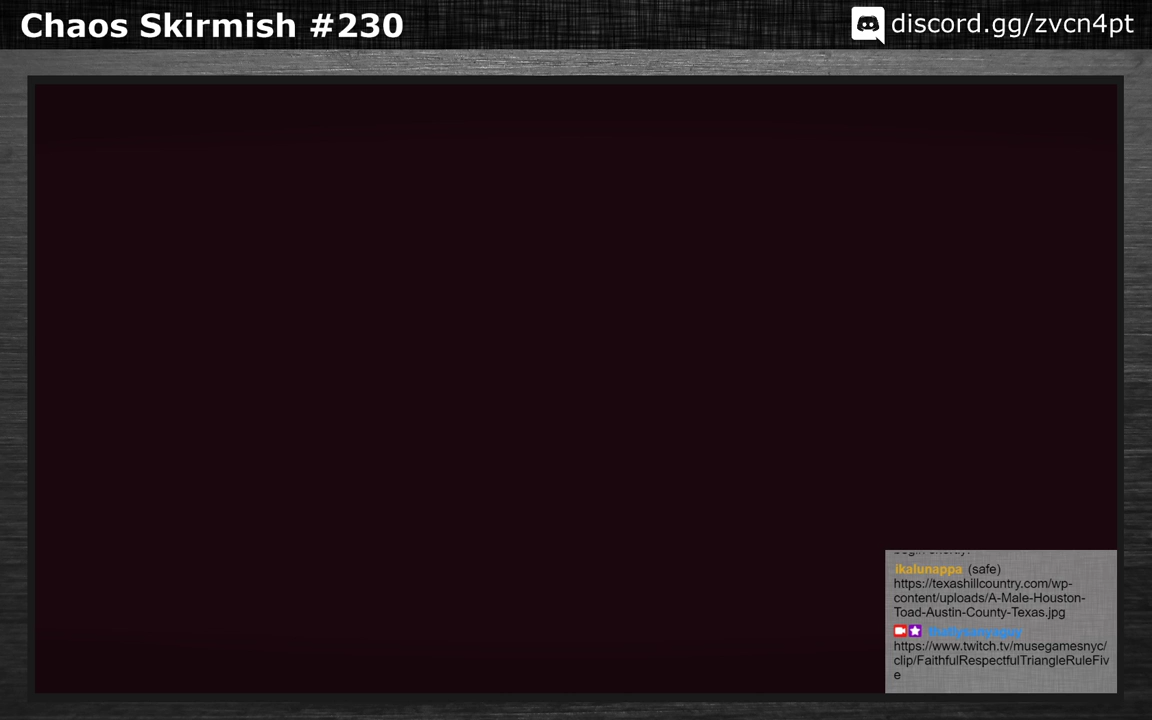 Chaos Skirmish #230
discord.gg/zvcn4pt
ikalunappa (safe)
https://texashillcountry.com/wp-
content/uploads/A-Male-Houston-
Toad-Austin-County-Texas.jpg
https://www.twitch.tv/musegamesnyc/
clip/FaithfulRespectfulTriangleRuleFiv
e